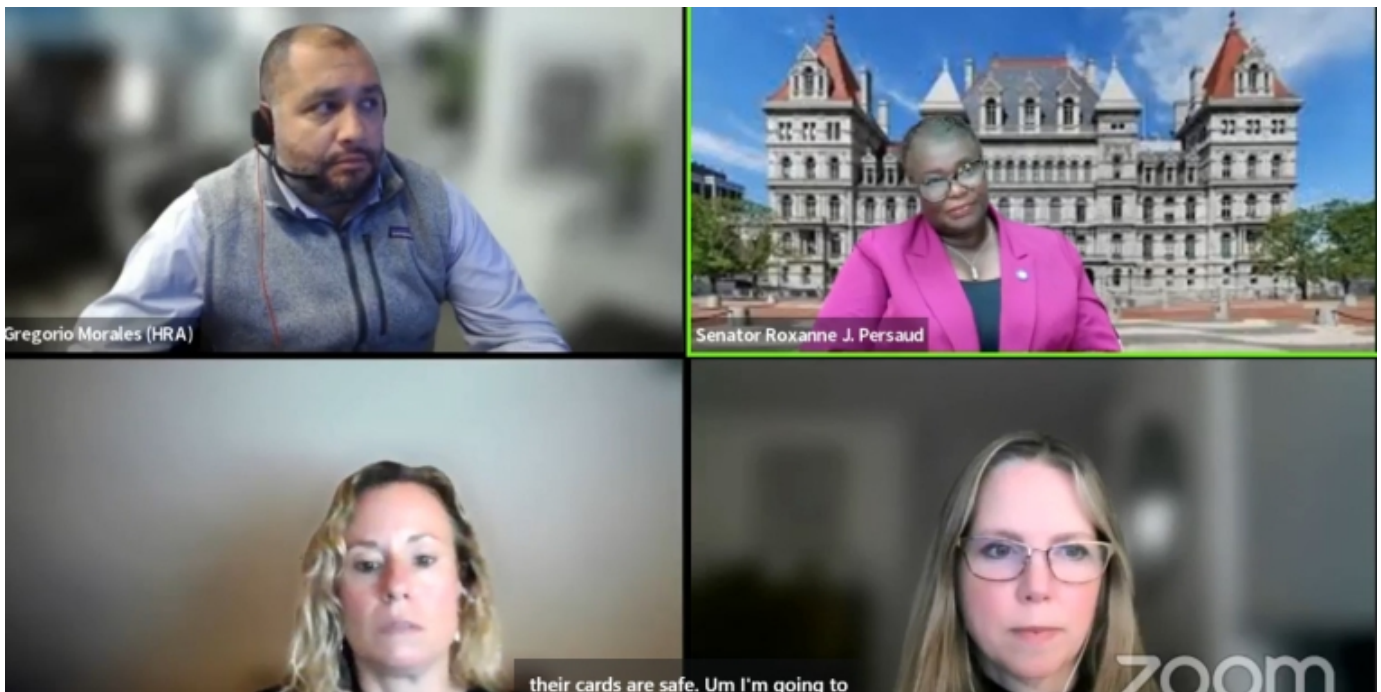 Gregorio Morales (HRA)
Senator Roxanne J. Persaud
their cards are safe. Um I'm going to
zoom